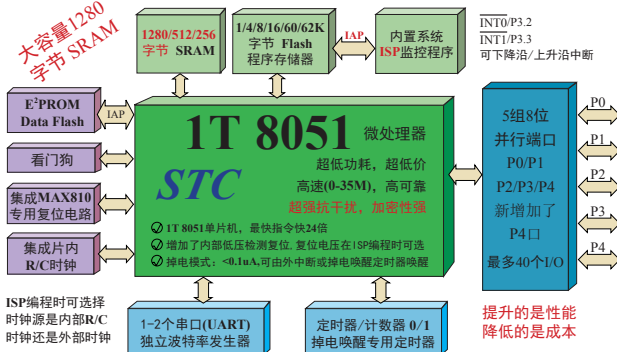 大容量1280
字节 SRAM
1280/512/256
字节 SRAM
1/4/8/16/60/62K
字节 Flash
程序存储器
IAP
内置系统
ISP监控程序
INT0/P3.2
INT1/P3.3
可下降沿/上升沿中断
E²PROM
Data Flash
IAP
看门狗
集成MAX810
专用复位电路
集成片内
R/C时钟
1T 8051 微处理器
STC
超低功耗，超低价
高速(0-35M)，高可靠
超强抗干扰，加密性强
1T 8051单片机，最快指令快24倍
增加了内部低压检测复位,复位电压在ISP编程时可选
掉电模式：<0.1uA,可由外中断或掉电唤醒定时器唤醒
5组8位
并行端口
P0/P1
P2/P3/P4
新增加了
P4口
最多40个I/O
P0
P1
P2
P3
P4
ISP编程时可选择
时钟源是内部R/C
时钟还是外部时钟
1-2个串口(UART)
独立波特率发生器
定时器/计数器 0/1
掉电唤醒专用定时器
提升的是性能
降低的是成本